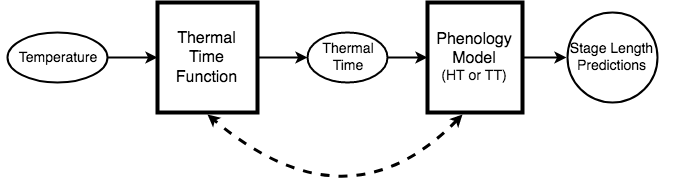 Temperature
Thermal
Time
Function
Thermal
Time
Phenology
Model
(HT or TT)
Stage Length
Predictions